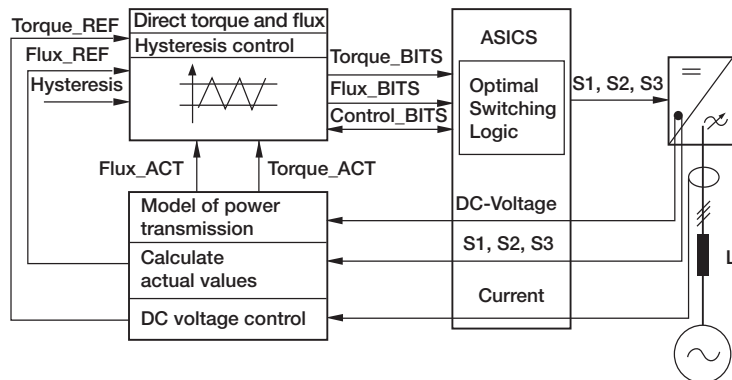 Torque_REF
Direct torque and flux
Flux_REF
Hysteresis control
Hysteresis
Torque_BITS
Flux_BITS
Control_BITS
ASICS
Optimal
Switching
Logic
S1, S2, S3
Flux_ACT
Torque_ACT
Model of power
transmission
DC-Voltage
Calculate
actual values
S1, S2, S3
DC voltage control
Current
L